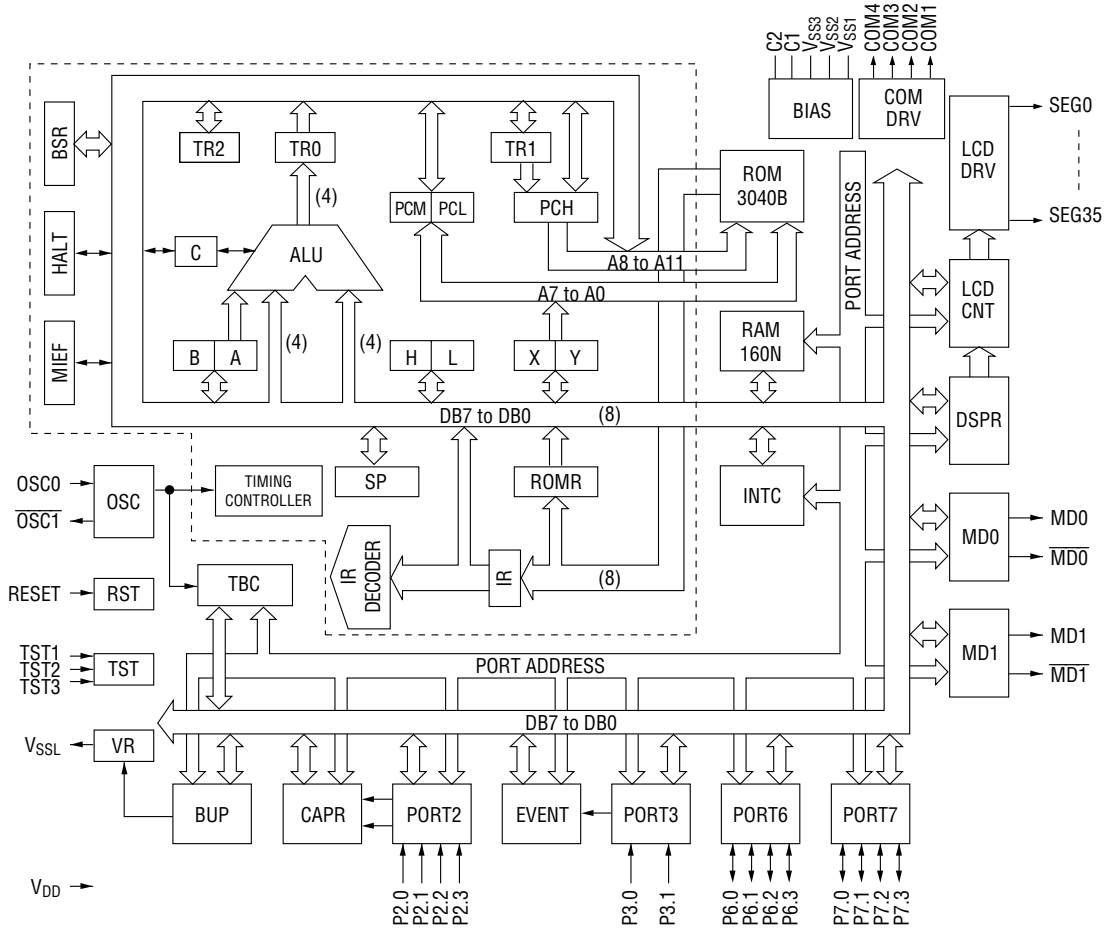 C2
C1
VSS3
VSS2
VSS1
COM4
COM3
COM2
COM1
BIAS
COM
DRV
LCD
DRV
SEG0
SEG35
BSR
TR2
TR0
TR1
ROM
3040B
(4)
PCM
PCL
PCH
HALT
C
ALU
A8 to A11
A7 to A0
PORT ADDRESS
LCD
CNT
MIEF
B
A
(4)
(4)
H
L
X
Y
RAM
160N
DB7 to DB0
(8)
DSPR
OSC0
OSC1
OSC
TIMING
CONTROLLER
SP
ROMR
INTC
MD0
MD0
MD0
IR
DECODER
IR
(8)
RESET
RST
TBC
TST1
TST2
TST3
TST
PORT ADDRESS
MD1
MD1
MD1
DB7 to DB0
VSSL
VR
BUP
CAPR
PORT2
EVENT
PORT3
PORT6
PORT7
VDD
P2.0
P2.1
P2.2
P2.3
P3.0
P3.1
P6.0
P6.1
P6.2
P6.3
P7.0
P7.1
P7.2
P7.3